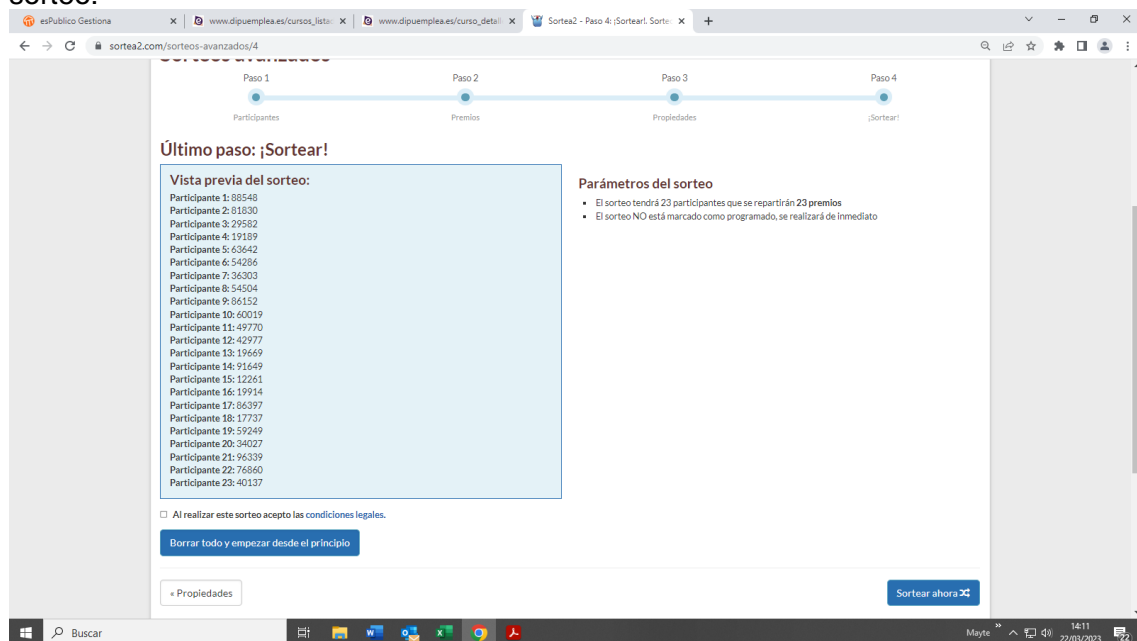 sorteo.
esPublico Gestiona
www.dipuemplea.es/cursos_lista
www.dipuemplea.es/curso_detall
Sortea2 - Paso 4: ¡Sortear!. Sorte
sortea2.com/sorteos-avanzados/4
Sorteos avanzados
Paso 1 Paso 2 Paso 3 Paso 4
Participantes Premios Propiedades ¡Sortear!
Último paso: ¡Sortear!
Vista previa del sorteo:
Participante 1: 88548
Participante 2: 81830
Participante 3: 29582
Participante 4: 19189
Participante 5: 63642
Participante 6: 54286
Participante 7: 36303
Participante 8: 54504
Participante 9: 86152
Participante 10: 60019
Participante 11: 49770
Participante 12: 42977
Participante 13: 19669
Participante 14: 91649
Participante 15: 12261
Participante 16: 19914
Participante 17: 86397
Participante 18: 17737
Participante 19: 59249
Participante 20: 34027
Participante 21: 96339
Participante 22: 76860
Participante 23: 40137
Parámetros del sorteo
El sorteo tendrá 23 participantes que se repartirán 23 premios
El sorteo NO está marcado como programado, se realizará de inmediato
Al realizar este sorteo acepto las condiciones legales.
Borrar todo y empezar desde el principio
« Propiedades
Sortear ahora
Buscar
Mayte
14:11
22/03/2023
22